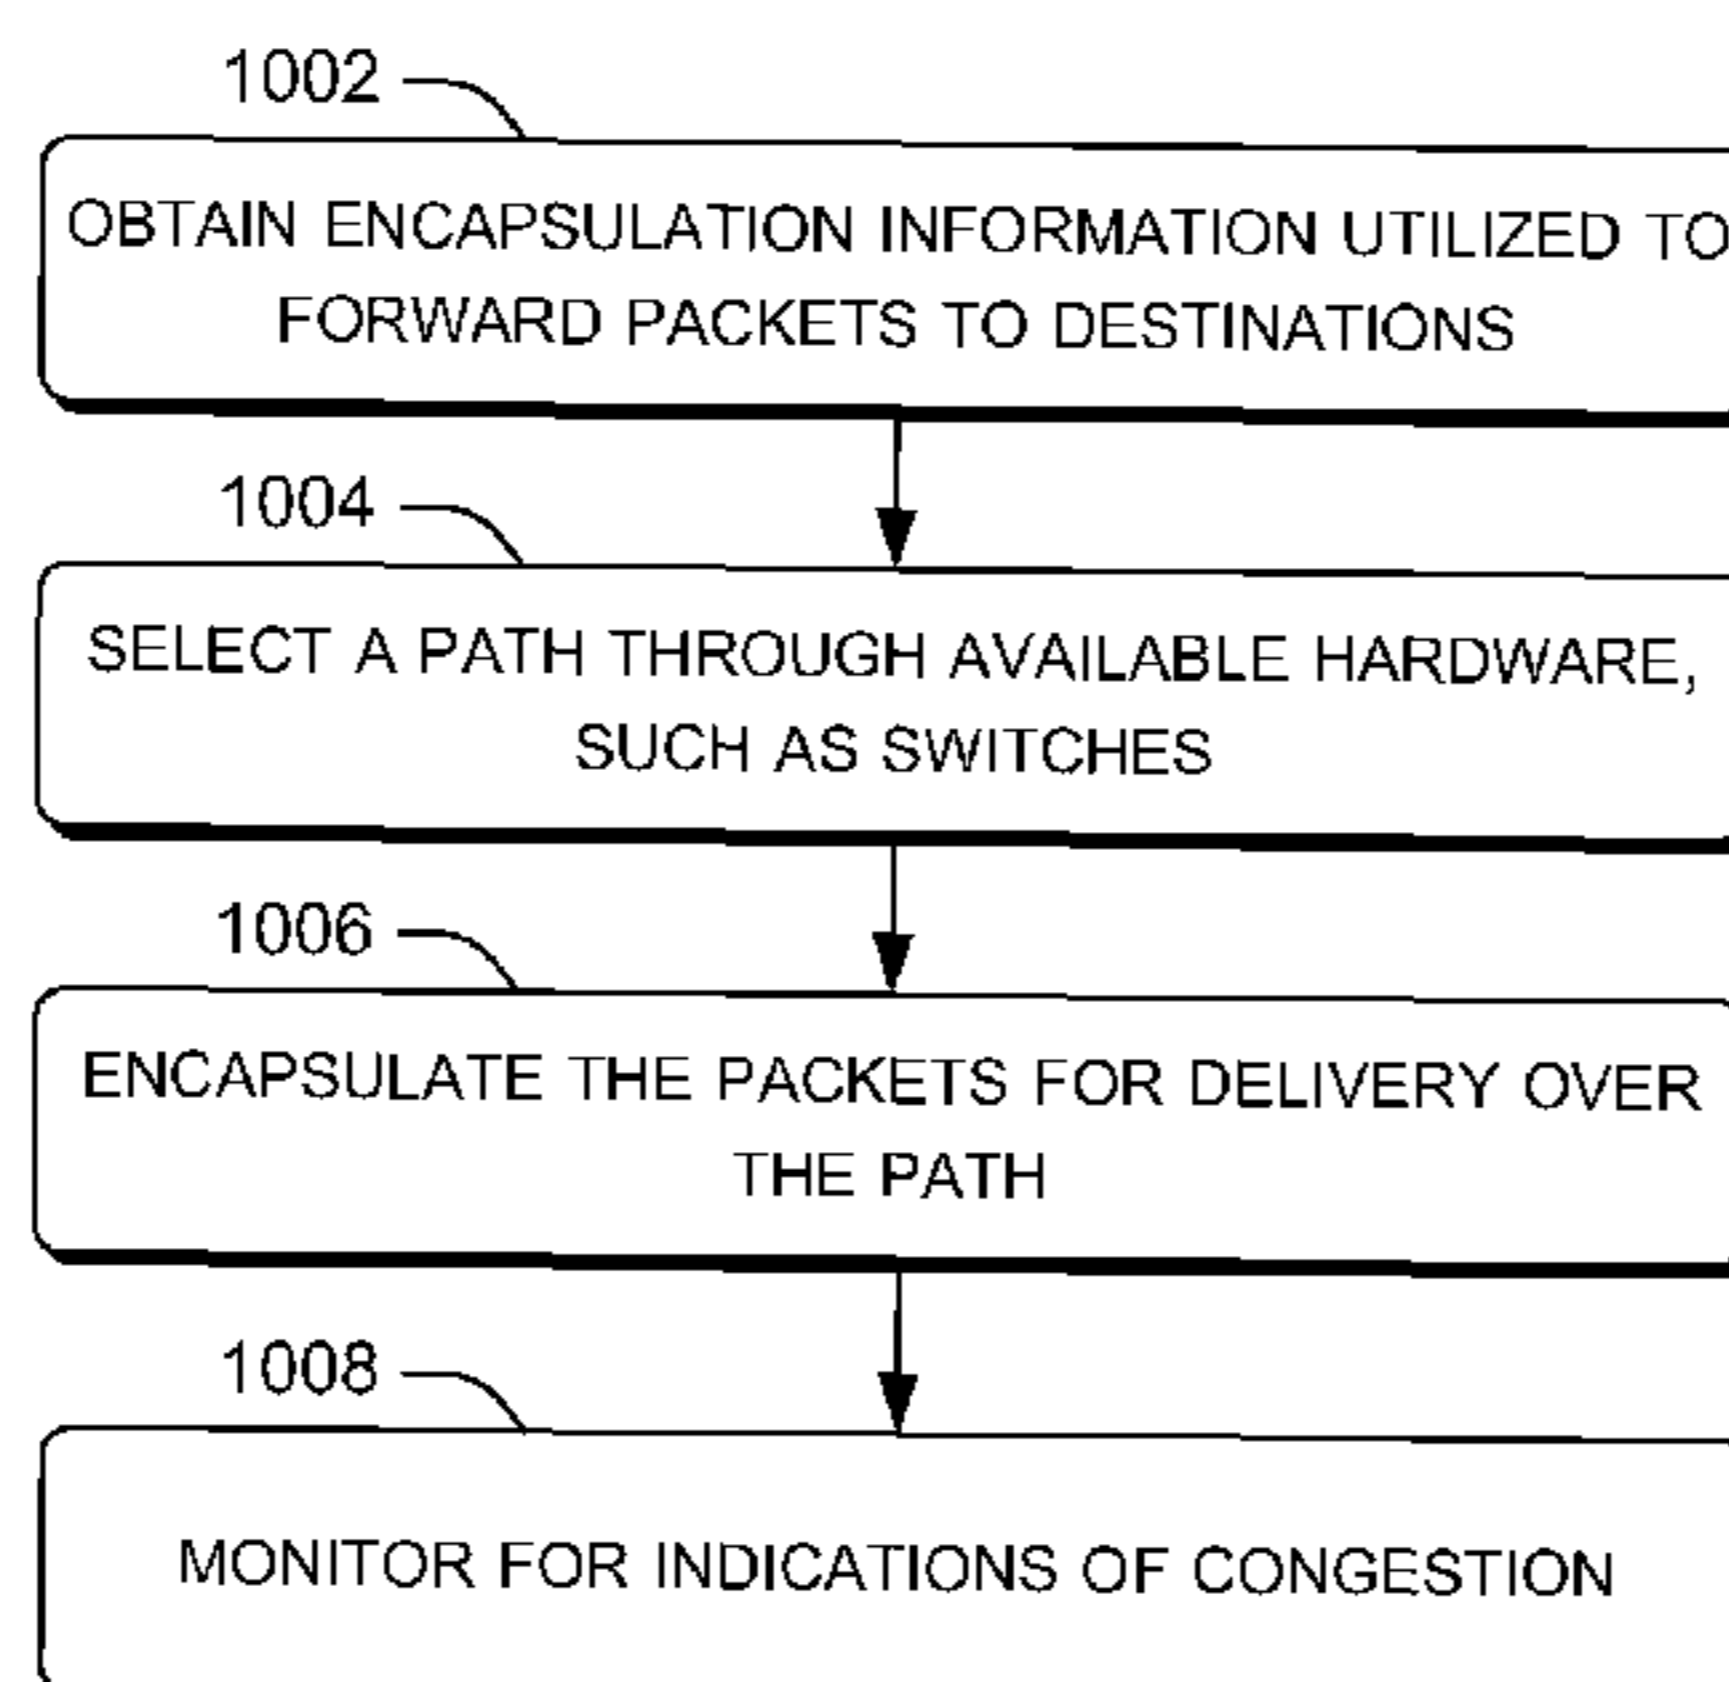 1002
OBTAIN ENCAPSULATION INFORMATION UTILIZED TO
FORWARD PACKETS TO DESTINATIONS
1004
SELECT A PATH THROUGH AVAILABLE HARDWARE,
SUCH AS SWITCHES
1006
ENCAPSULATE THE PACKETS FOR DELIVERY OVER
THE PATH
1008
MONITOR FOR INDICATIONS OF CONGESTION